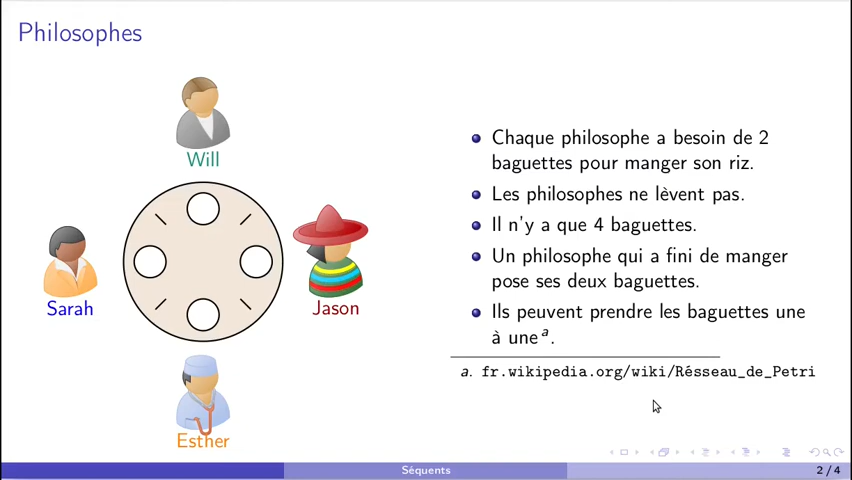 Philosophes
Will
Sarah
Jason
Esther
Chaque philosophe a besoin de 2
baguettes pour manger son riz.
Les philosophes ne lèvent pas.
Il n'y a que 4 baguettes.
Un philosophe qui a fini de manger
pose ses deux baguettes.
Ils peuvent prendre les baguettes une
à une a.
a. fr.wikipedia.org/wiki/Résseau_de_Petri
Séquents
2 / 4